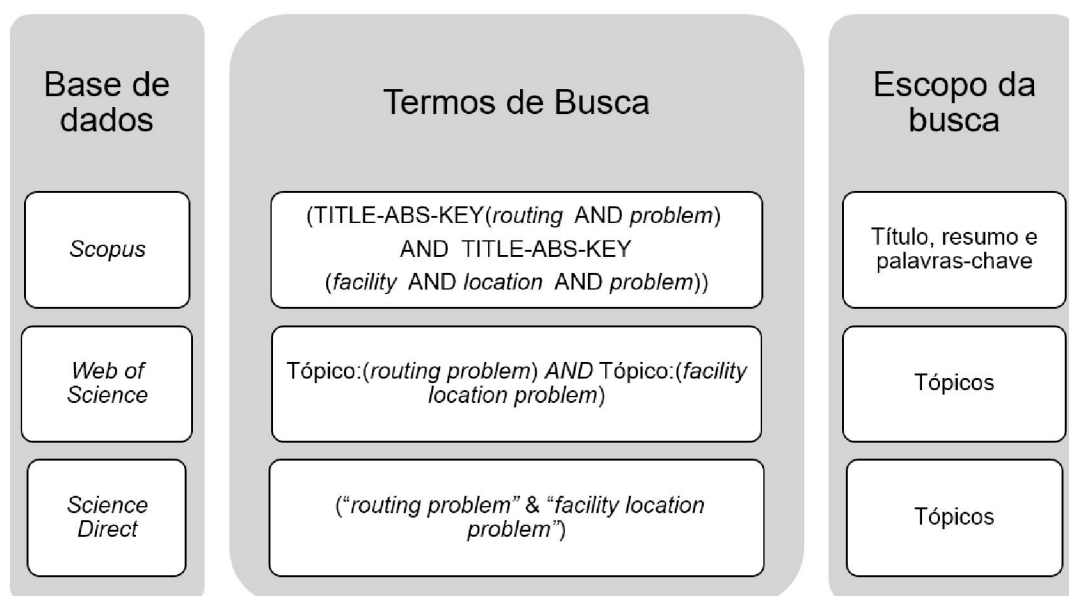 Base de
dados
Termos de Busca
Escopo da
busca
Scopus
(TITLE-ABS-KEY(routing AND problem)
AND TITLE-ABS-KEY
(facility AND location AND problem))
Título, resumo e
palavras-chave
Web of
Science
Tópico:(routing problem) AND Tópico:(facility
location problem)
Tópicos
Science
Direct
(“routing problem” & “facility location
problem”)
Tópicos